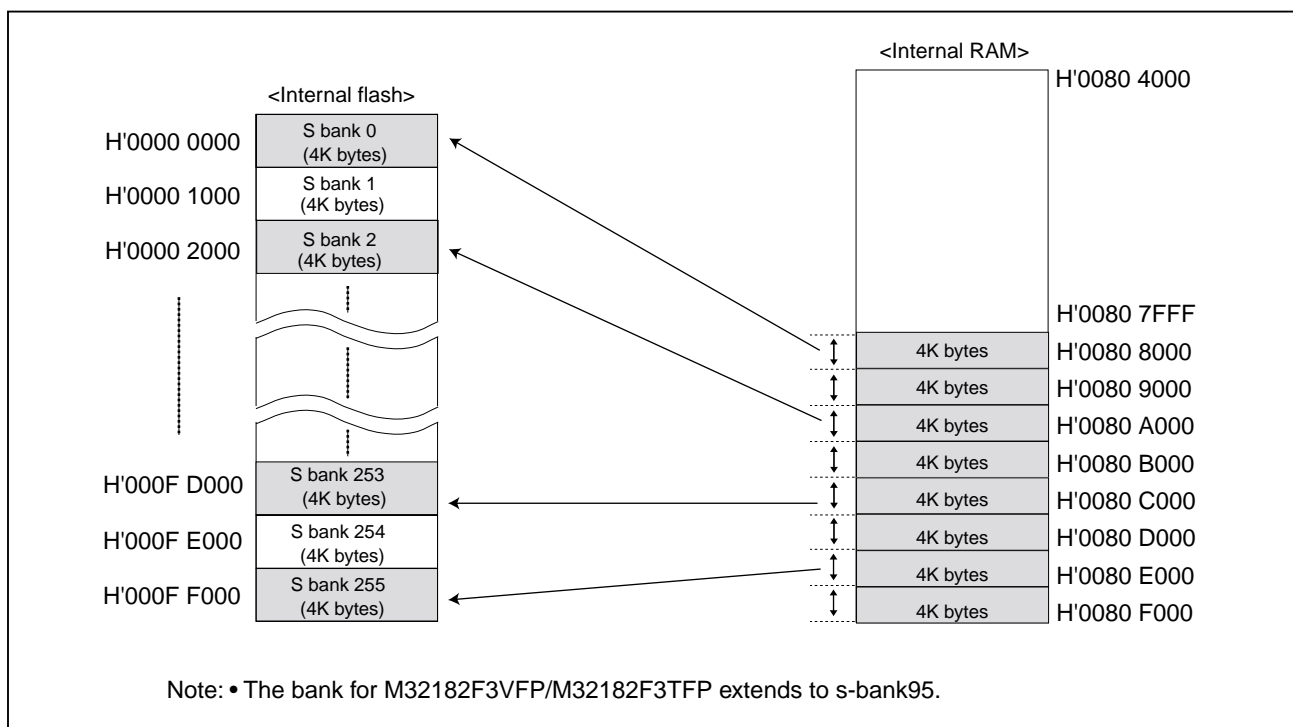 <Internal RAM>
H'0080 4000
<Internal flash>
H'0000 0000
S bank 0
(4K bytes)
H'0000 1000
S bank 1
(4K bytes)
H'0000 2000
S bank 2
(4K bytes)
H'000F D000
S bank 253
(4K bytes)
H'000F E000
S bank 254
(4K bytes)
H'000F F000
S bank 255
(4K bytes)
H'0080 7FFF
4K bytes H'0080 8000
4K bytes H'0080 9000
4K bytes H'0080 A000
4K bytes H'0080 B000
4K bytes H'0080 C000
4K bytes H'0080 D000
4K bytes H'0080 E000
4K bytes H'0080 F000
Note: • The bank for M32182F3VFP/M32182F3TFP extends to s-bank95.